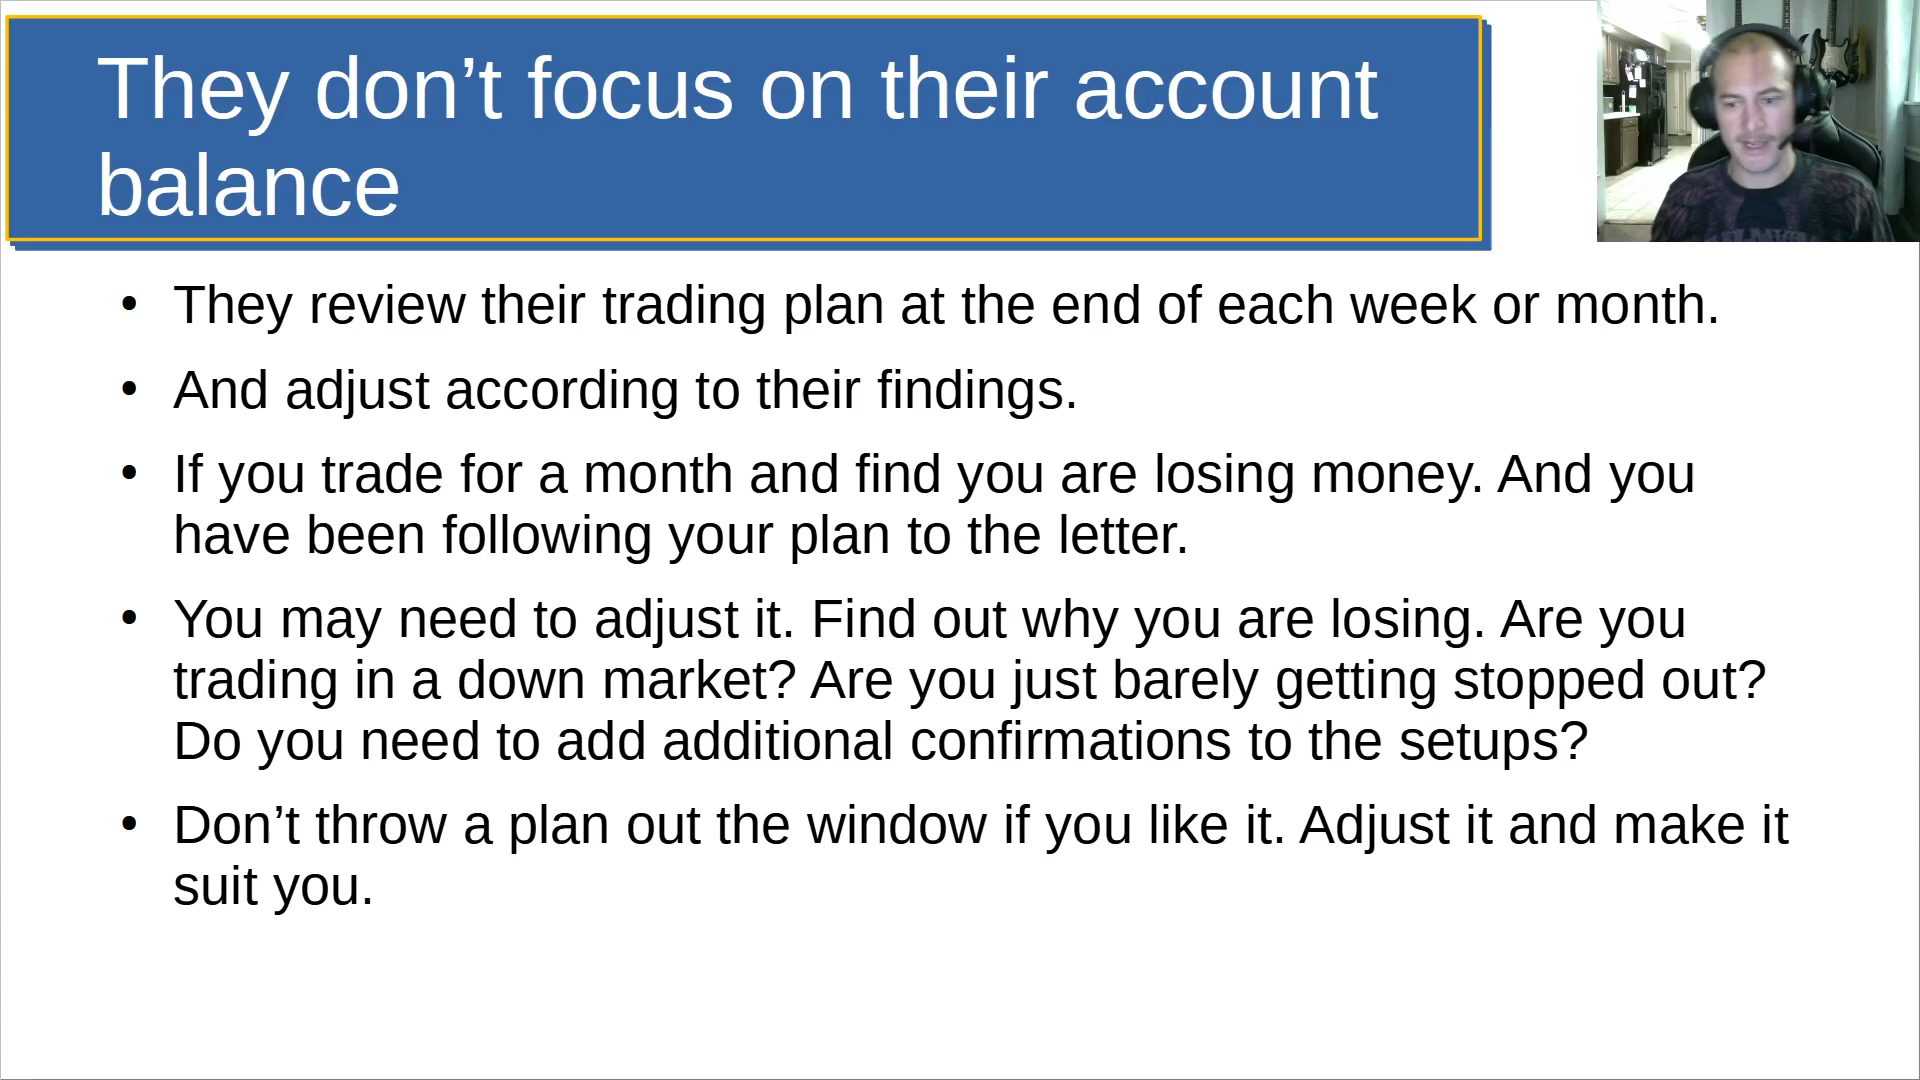 They don’t focus on their account
balance
• They review their trading plan at the end of each week or month.
• And adjust according to their findings.
• If you trade for a month and find you are losing money. And you
have been following your plan to the letter.
• You may need to adjust it. Find out why you are losing. Are you
trading in a down market? Are you just barely getting stopped out?
Do you need to add additional confirmations to the setups?
• Don’t throw a plan out the window if you like it. Adjust it and make it
suit you.